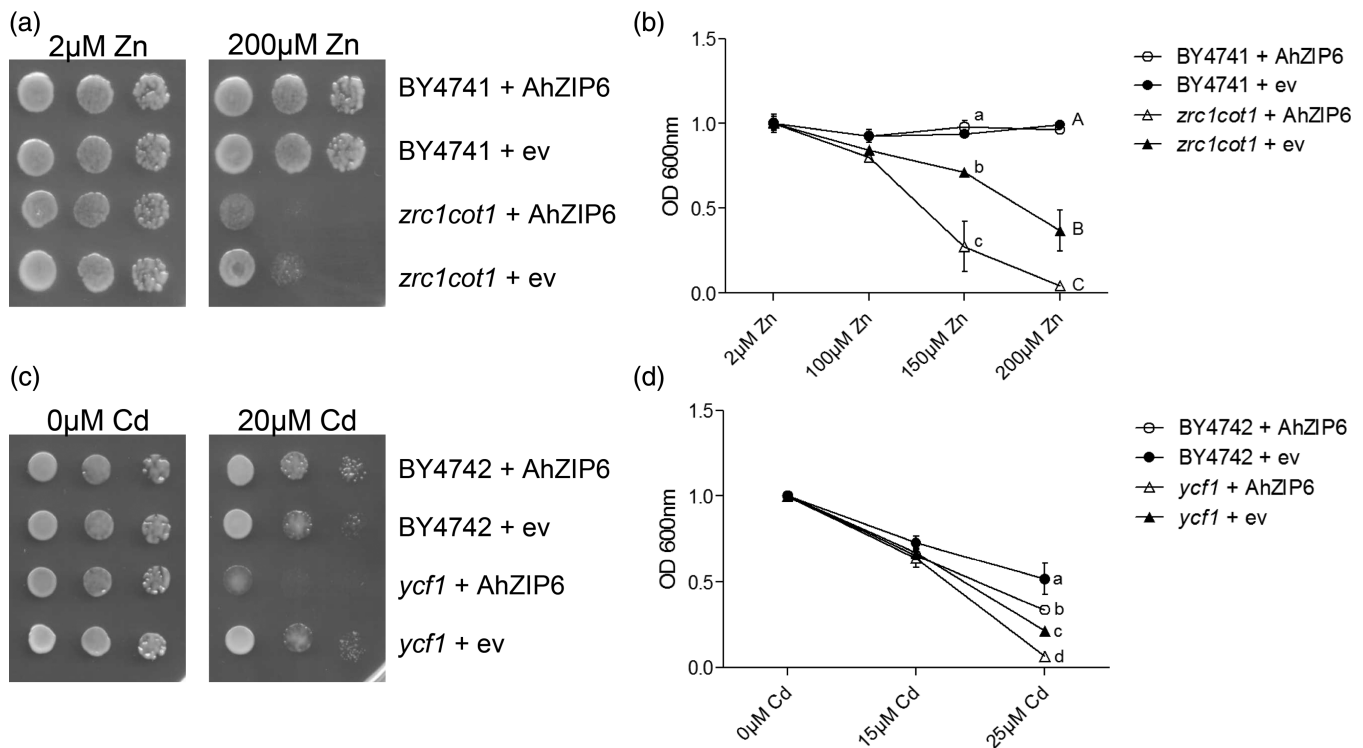 (a)
2µM Zn 200µM Zn
BY4741 + AhZIP6
BY4741 + ev
zrc1cot1 + AhZIP6
zrc1cot1 + ev
(b)
1.5
1.0
0.5
0.0
OD 600nm
a
b
c
A
B
C
2µM Zn
100µM Zn
150µM Zn
200µM Zn
BY4741 + AhZIP6
BY4741 + ev
zrc1cot1 + AhZIP6
zrc1cot1 + ev
(c)
0µM Cd 20µM Cd
BY4742 + AhZIP6
BY4742 + ev
ycf1 + AhZIP6
ycf1 + ev
(d)
1.5
1.0
0.5
0.0
OD 600nm
a
b
c
d
0µM Cd
15µM Cd
25µM Cd
BY4742 + AhZIP6
BY4742 + ev
ycf1 + AhZIP6
ycf1 + ev